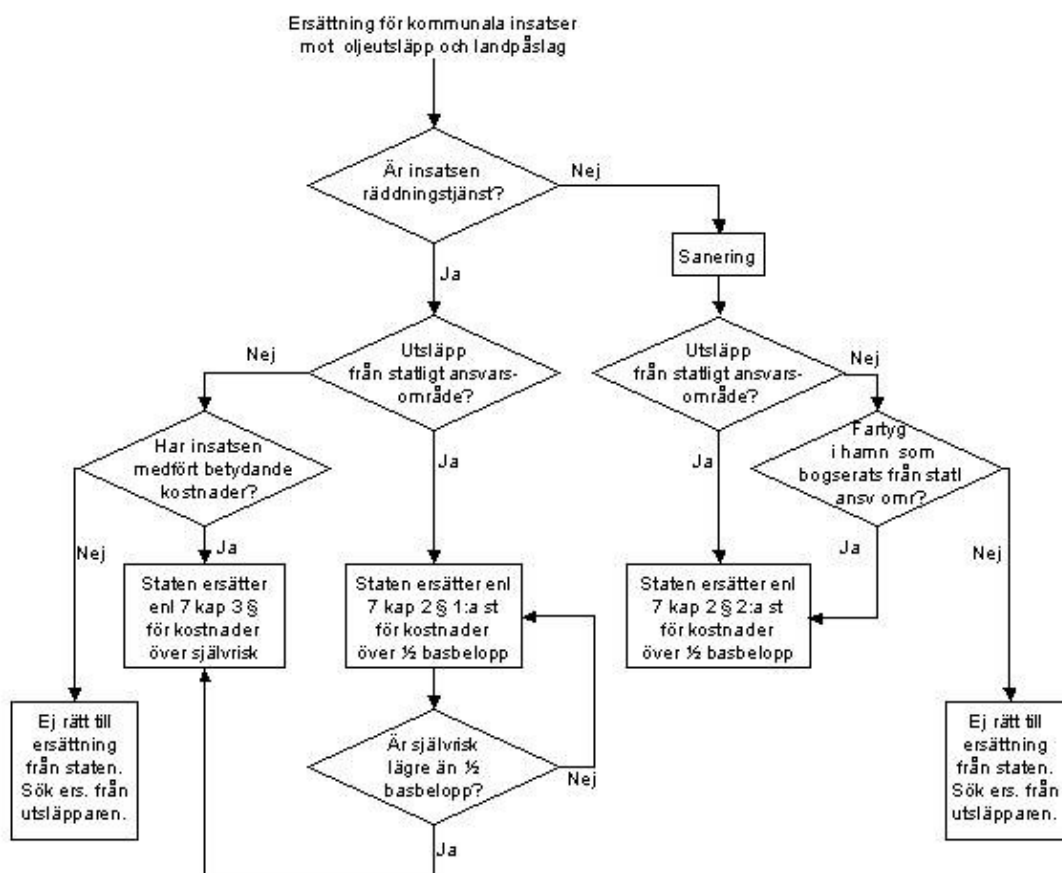 Ersättning för kommunala insatser
mot oljeutsläpp och landpåslag
Är insatsen
räddningstjänst?
Nej
Sanering
Ja
Nej
Utsläpp
från statligt ansvars-
område?
Utsläpp
från statligt ansvars-
område?
Nej
Har insatsen
medfört betydande
kostnader?
Ja
Ja
Fartyg
i hamn som
bogserats från statl
ansv omr?
Nej
Ja
Ja
Nej
Staten ersätter
enl 7 kap 3 §
för kostnader
över självrisk
Staten ersätter enl
7 kap 2 § 1:a st
för kostnader
över ½ basbelopp
Staten ersätter enl
7 kap 2 § 2:a st
för kostnader
över ½ basbelopp
Ej rätt till
ersättning
från staten.
Sök ers. från
utsläpparen.
Är självrisk
lägre än ½
basbelopp?
Nej
Ja
Ej rätt till
ersättning
från staten.
Sök ers. från
utsläpparen.